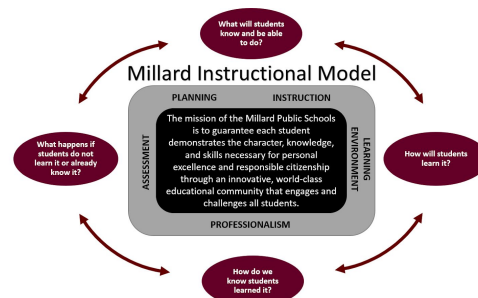 What will students
know and be able
to do?
Millard Instructional Model
PLANNING
INSTRUCTION
ASSESSMENT
The mission of the Millard Public Schools
is to guarantee each student
demonstrates the character, knowledge,
and skills necessary for personal
excellence and responsible citizenship
through an innovative, world-class
educational community that engages and
challenges all students.
LEARNING
ENVIRONMENT
PROFESSIONALISM
What happens if
students do not
learn it or already
know it?
How will students
learn it?
How do we
know students
learned it?